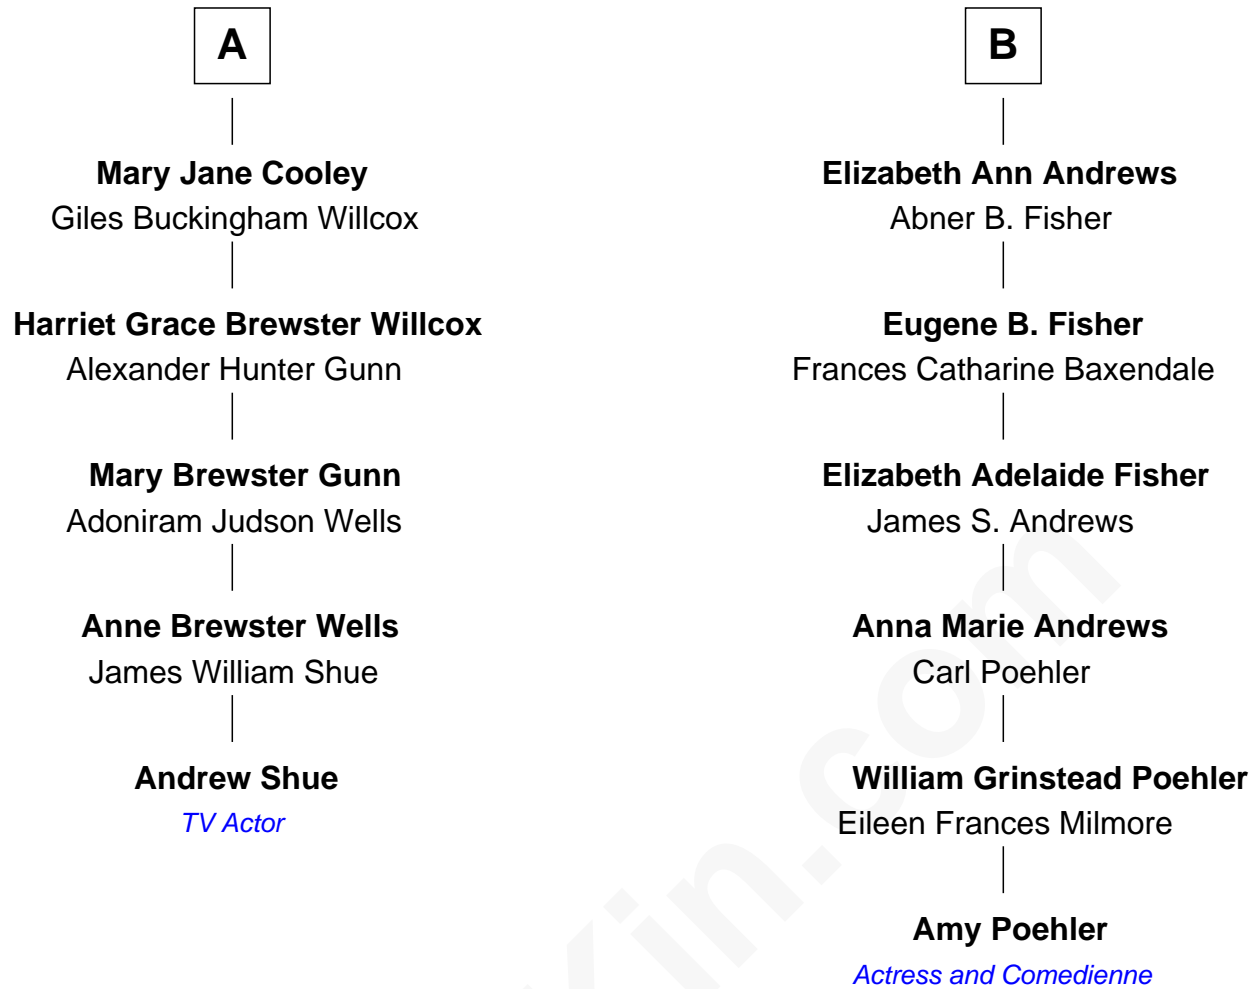 A
Mary Jane Cooley
Giles Buckingham Willcox
Harriet Grace Brewster Willcox
Alexander Hunter Gunn
Mary Brewster Gunn
Adoniram Judson Wells
Anne Brewster Wells
James William Shue
Andrew Shue
TV Actor
B
Elizabeth Ann Andrews
Abner B. Fisher
Eugene B. Fisher
Frances Catharine Baxendale
Elizabeth Adelaide Fisher
James S. Andrews
Anna Marie Andrews
Carl Poehler
William Grinstead Poehler
Eileen Frances Milmore
Amy Poehler
Actress and Comedienne
Kin.com